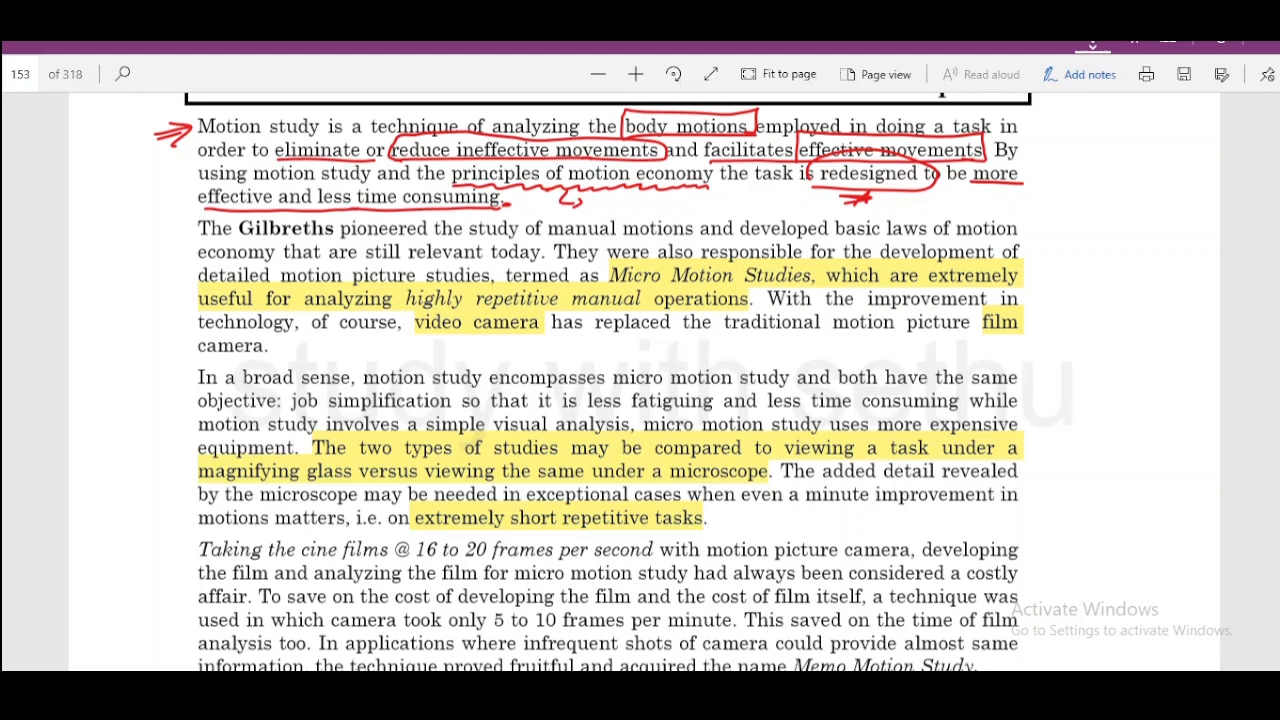 153 of 318
Fit to page
Page view
Read aloud
Add notes
Motion study is a technique of analyzing the body motions employed in doing a task in
order to eliminate or reduce ineffective movements and facilitates effective movements. By
using motion study and the principles of motion economy the task is redesigned to be more
effective and less time consuming.
The Gilbreths pioneered the study of manual motions and developed basic laws of motion
economy that are still relevant today. They were also responsible for the development of
detailed motion picture studies, termed as Micro Motion Studies, which are extremely
useful for analyzing highly repetitive manual operations. With the improvement in
technology, of course, video camera has replaced the traditional motion picture film
camera.
In a broad sense, motion study encompasses micro motion study and both have the same
objective: job simplification so that it is less fatiguing and less time consuming while
motion study involves a simple visual analysis, micro motion study uses more expensive
equipment. The two types of studies may be compared to viewing a task under a
magnifying glass versus viewing the same under a microscope. The added detail revealed
by the microscope may be needed in exceptional cases when even a minute improvement in
motions matters, i.e. on extremely short repetitive tasks.
Taking the cine films @ 16 to 20 frames per second with motion picture camera, developing
the film and analyzing the film for micro motion study had always been considered a costly
affair. To save on the cost of developing the film and the cost of film itself, a technique was
used in which camera took only 5 to 10 frames per minute. This saved on the time of film
analysis too. In applications where infrequent shots of camera could provide almost same
information, the technique proved fruitful and acquired the name Memo Motion Study.
study with sothu
Activate Windows
Go to Settings to activate Windows.